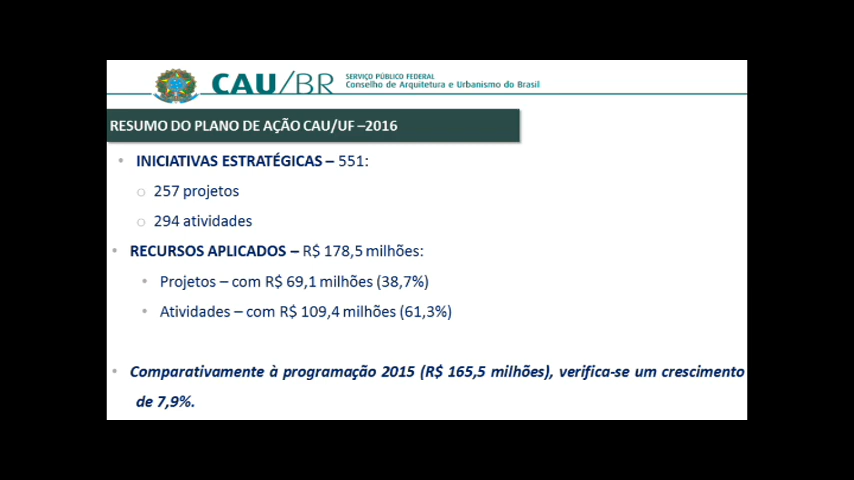 CAU/BR
SERVIÇO PÚBLICO FEDERAL
Conselho de Arquitetura e Urbanismo do Brasil
RESUMO DO PLANO DE AÇÃO CAU/UF –2016
• INICIATIVAS ESTRATÉGICAS – 551:
o 257 projetos
o 294 atividades
• RECURSOS APLICADOS – R$ 178,5 milhões:
• Projetos – com R$ 69,1 milhões (38,7%)
• Atividades – com R$ 109,4 milhões (61,3%)
• Comparativamente à programação 2015 (R$ 165,5 milhões), verifica-se um crescimento
de 7,9%.